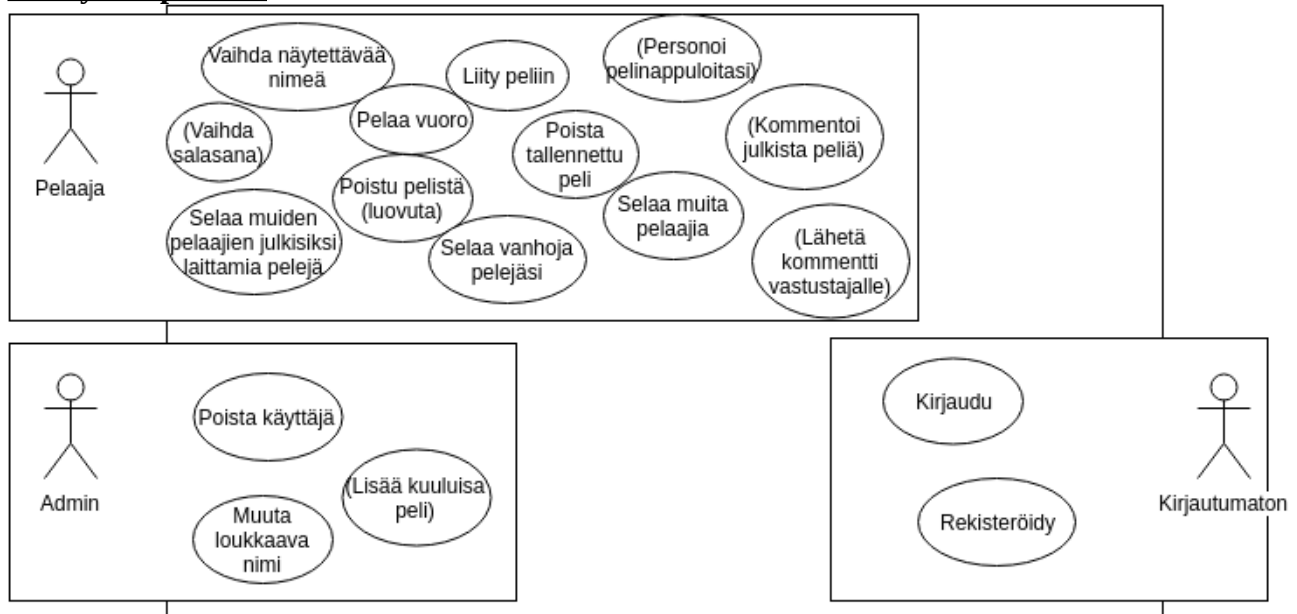 Vaihda näytettävää
nimeä
Liity peliin
(Personoi
pelinappuloitasi)
(Vaihda
salasana)
Pelaa vuoro
Poista
tallennettu
peli
(Kommentoi
julkista peliä)
Pelaaja
Selaa muiden
pelaajien julkisiksi
laittamia pelejä
Poistu pelistä
(luovuta)
Selaa vanhoja
pelejäsi
Selaa muita
pelaajia
(Lähetä
kommentti
vastustajalle)
Admin
Poista käyttäjä
(Lisää kuuluisa
peli)
Muuta
loukkaava
nimi
Kirjaudu
Rekisteröidy
Kirjautumaton